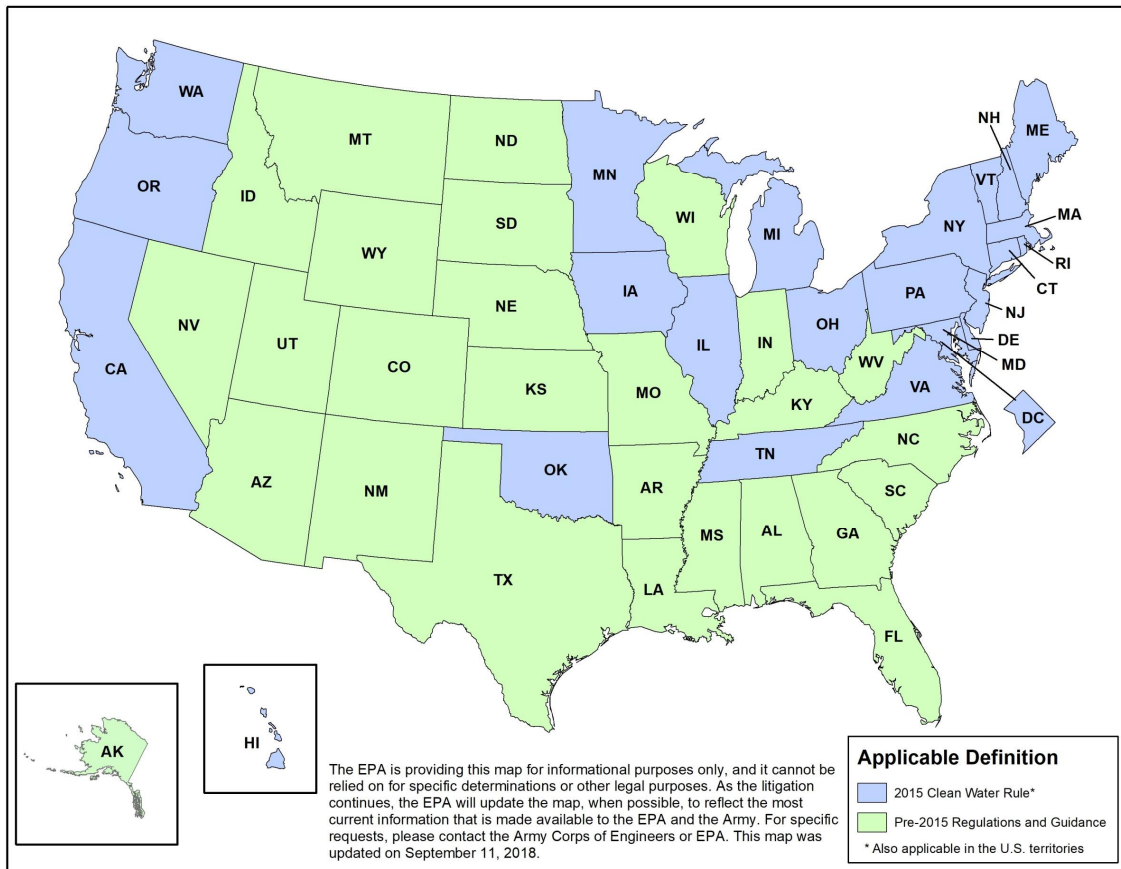 WA
OR
CA
ID
NV
MT
WY
UT
AZ
CO
NM
ND
SD
NE
KS
OK
TX
MN
IA
MO
AR
LA
WI
IL
MI
IN
OH
KY
TN
MS
AL
GA
FL
SC
NC
WV
VA
PA
NY
VT
NH
ME
MA
RI
CT
NJ
DE
MD
DC
AK
HI
The EPA is providing this map for informational purposes only, and it cannot be
relied on for specific determinations or other legal purposes. As the litigation
continues, the EPA will update the map, when possible, to reflect the most
current information that is made available to the EPA and the Army. For specific
requests, please contact the Army Corps of Engineers or EPA. This map was
updated on September 11, 2018.
Applicable Definition
2015 Clean Water Rule*
Pre-2015 Regulations and Guidance
* Also applicable in the U.S. territories